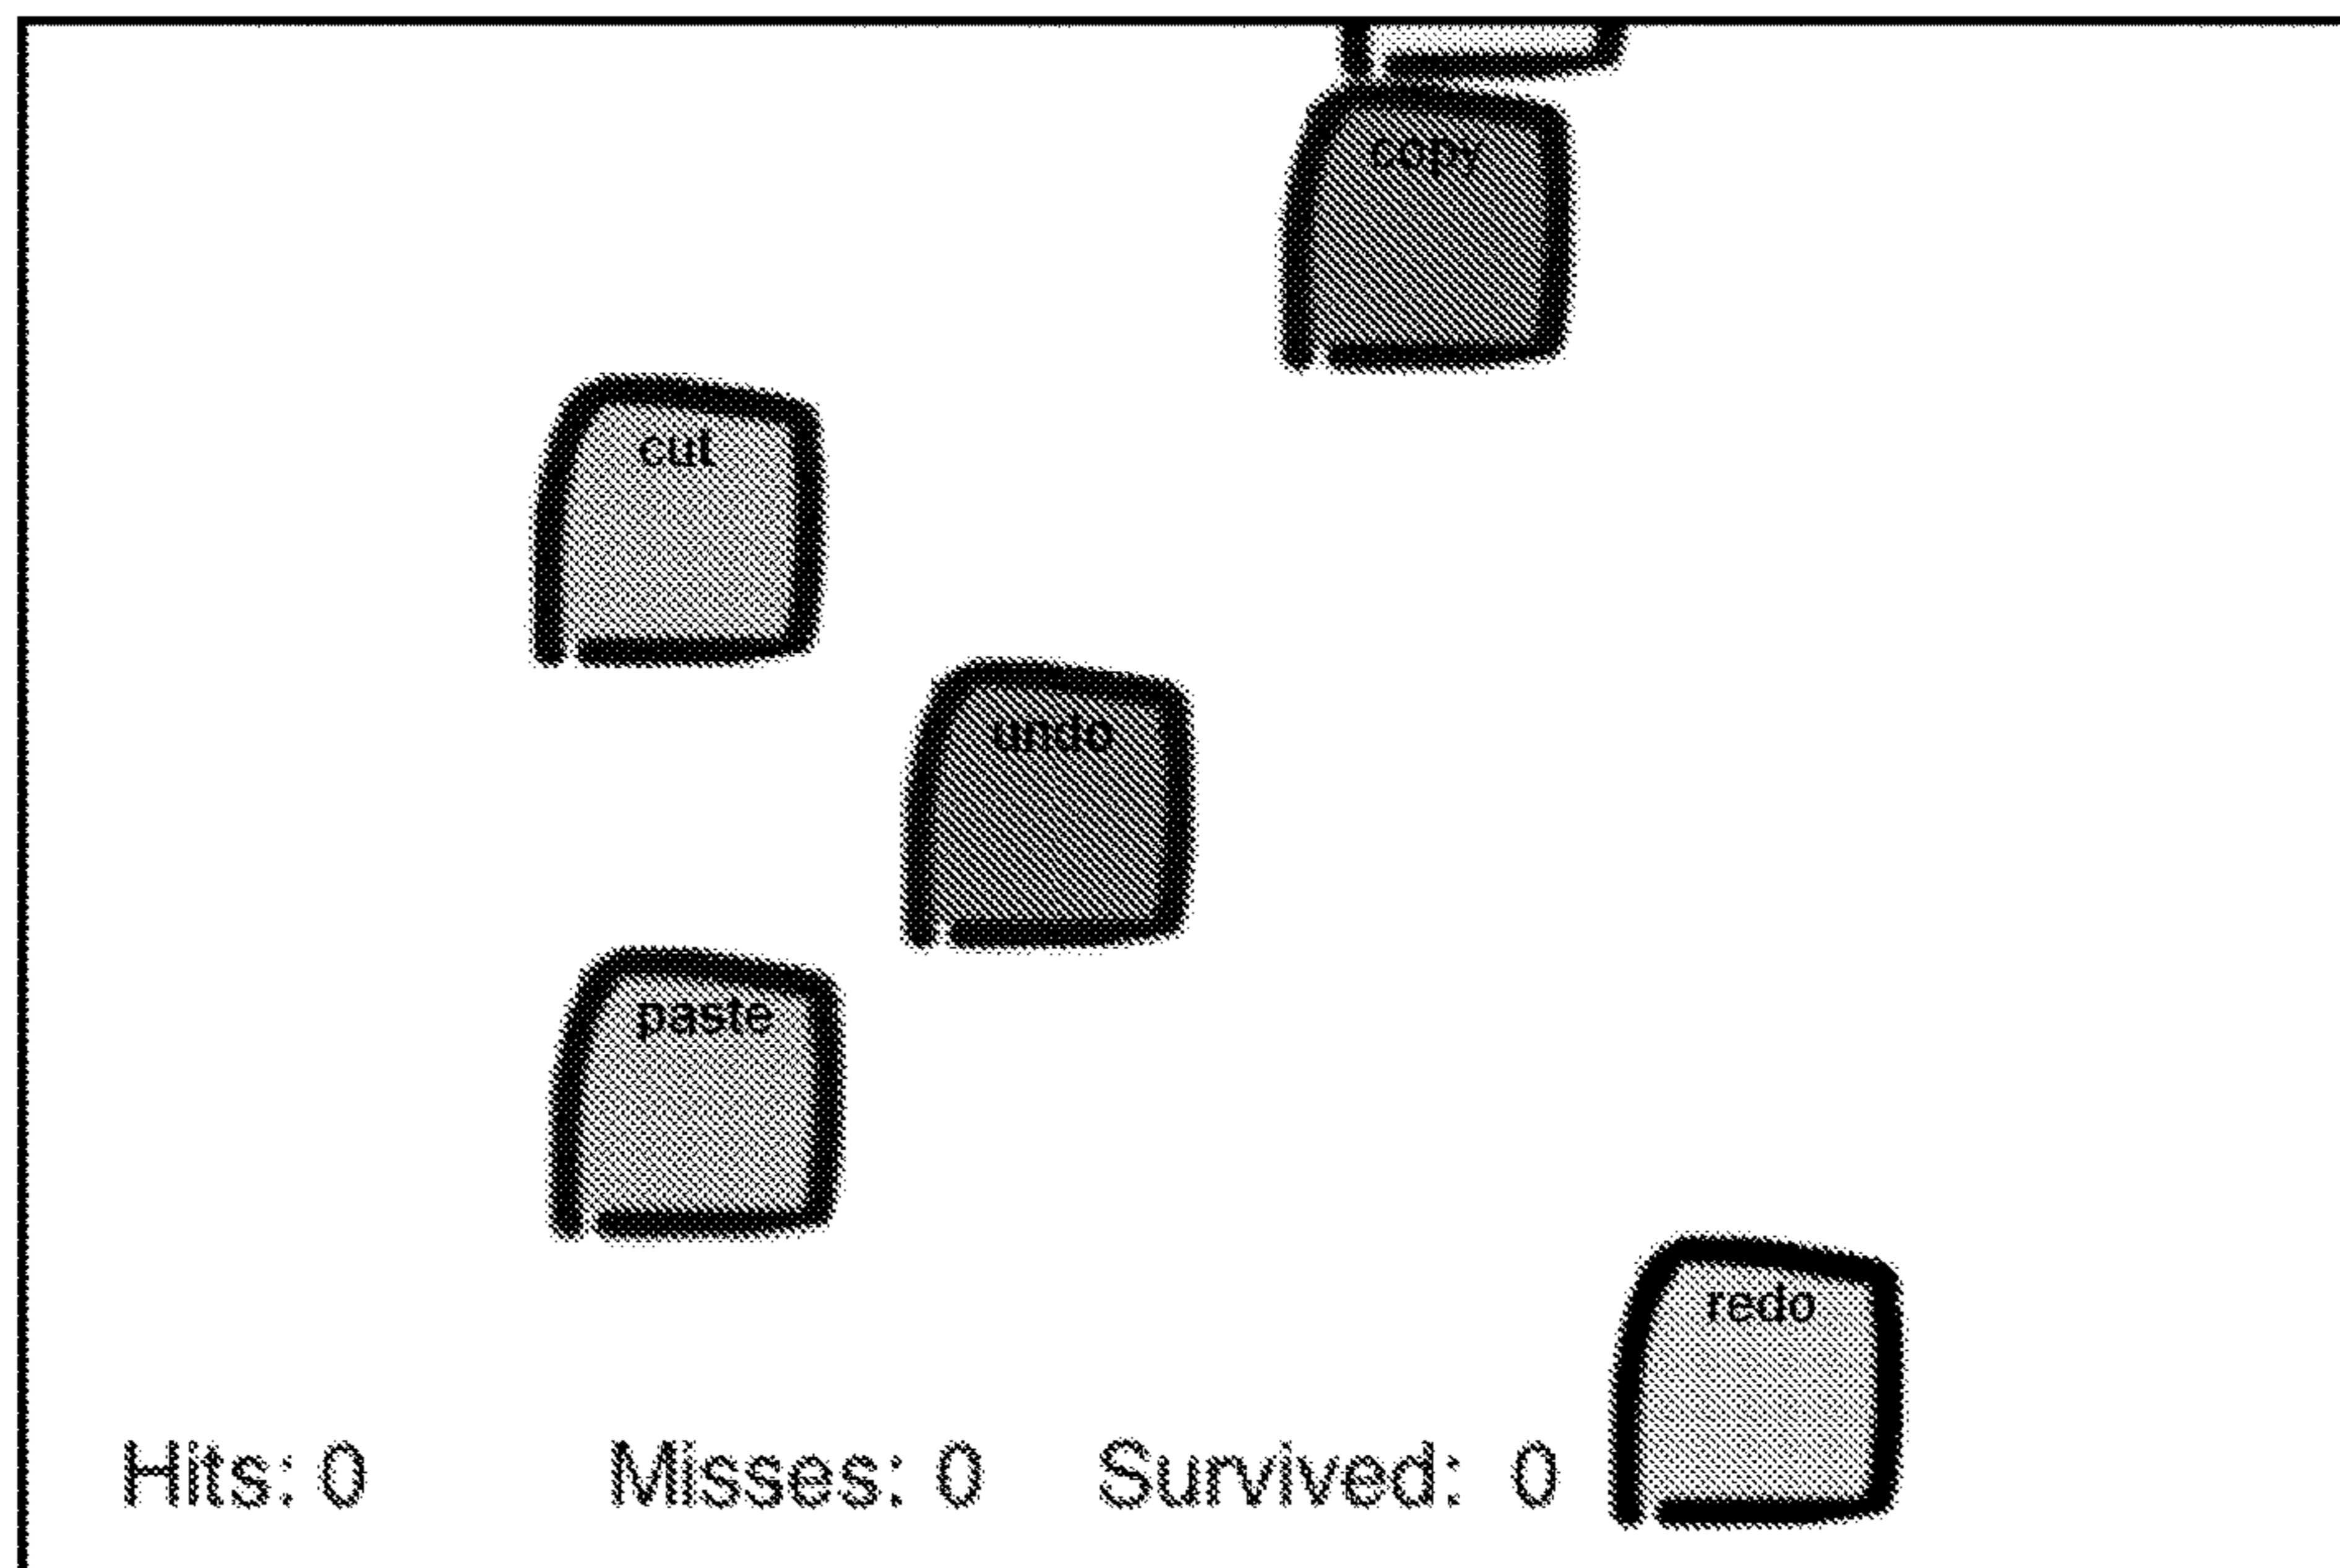 copy
cut
undo
paste
redo
Hits: 0 Misses: 0 Survived: 0